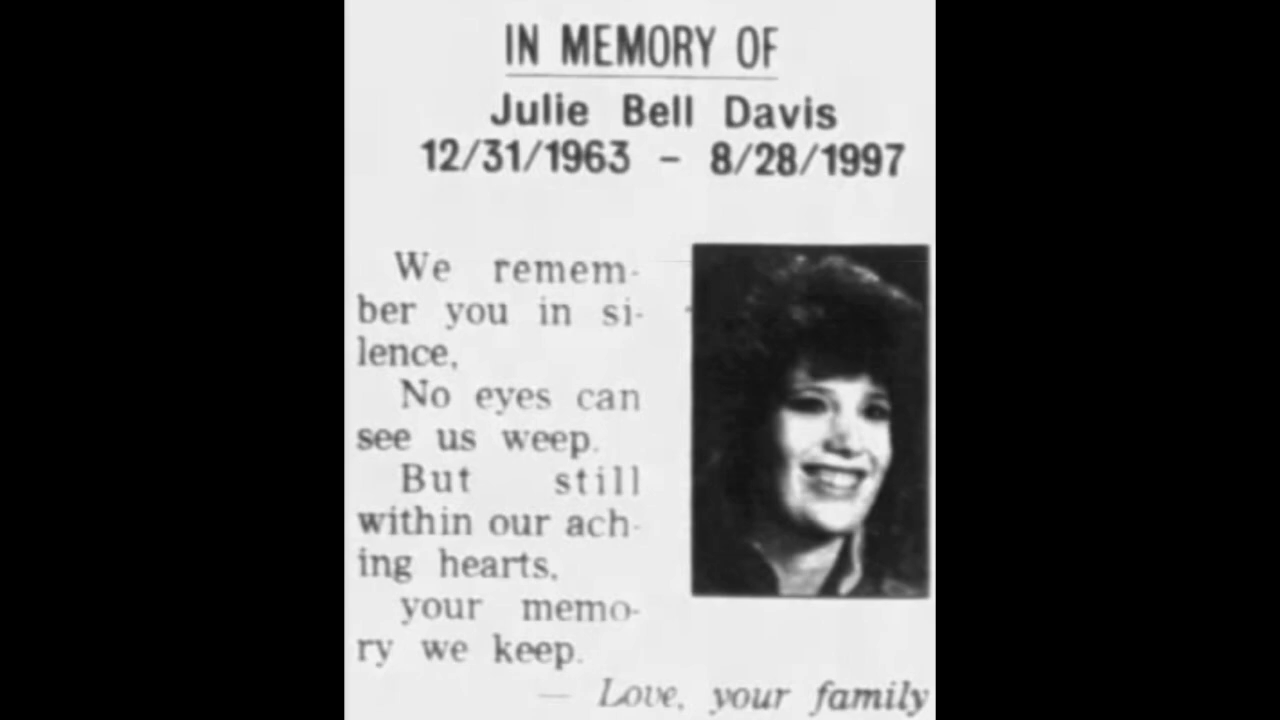 IN MEMORY OF
Julie Bell Davis
12/31/1963 - 8/28/1997
We remem-
ber you in si-
lence,
No eyes can
see us weep.
But still
within our ach-
ing hearts,
your memo-
ry we keep.
— Love, your family